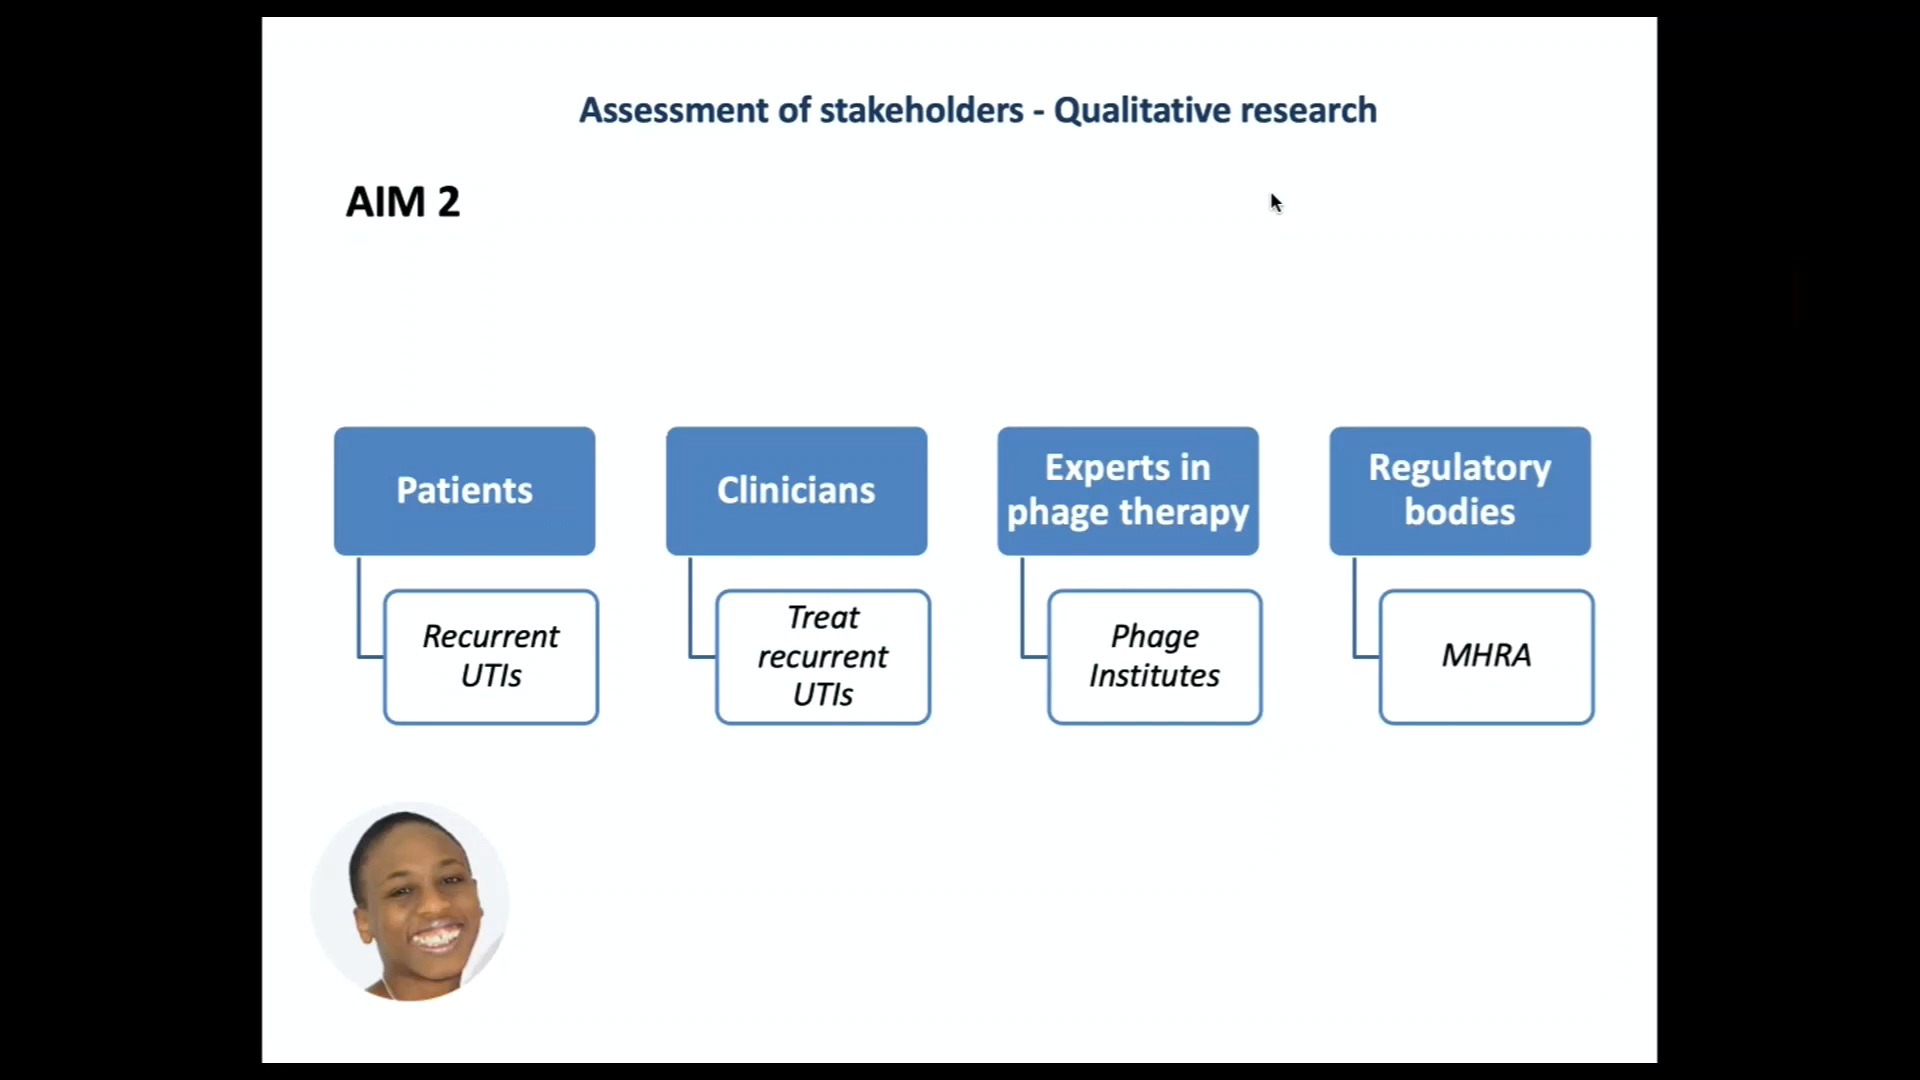 Assessment of stakeholders - Qualitative research
AIM 2
Patients
Recurrent
UTIs
Clinicians
Treat
recurrent
UTIs
Experts in
phage therapy
Phage
Institutes
Regulatory
bodies
MHRA